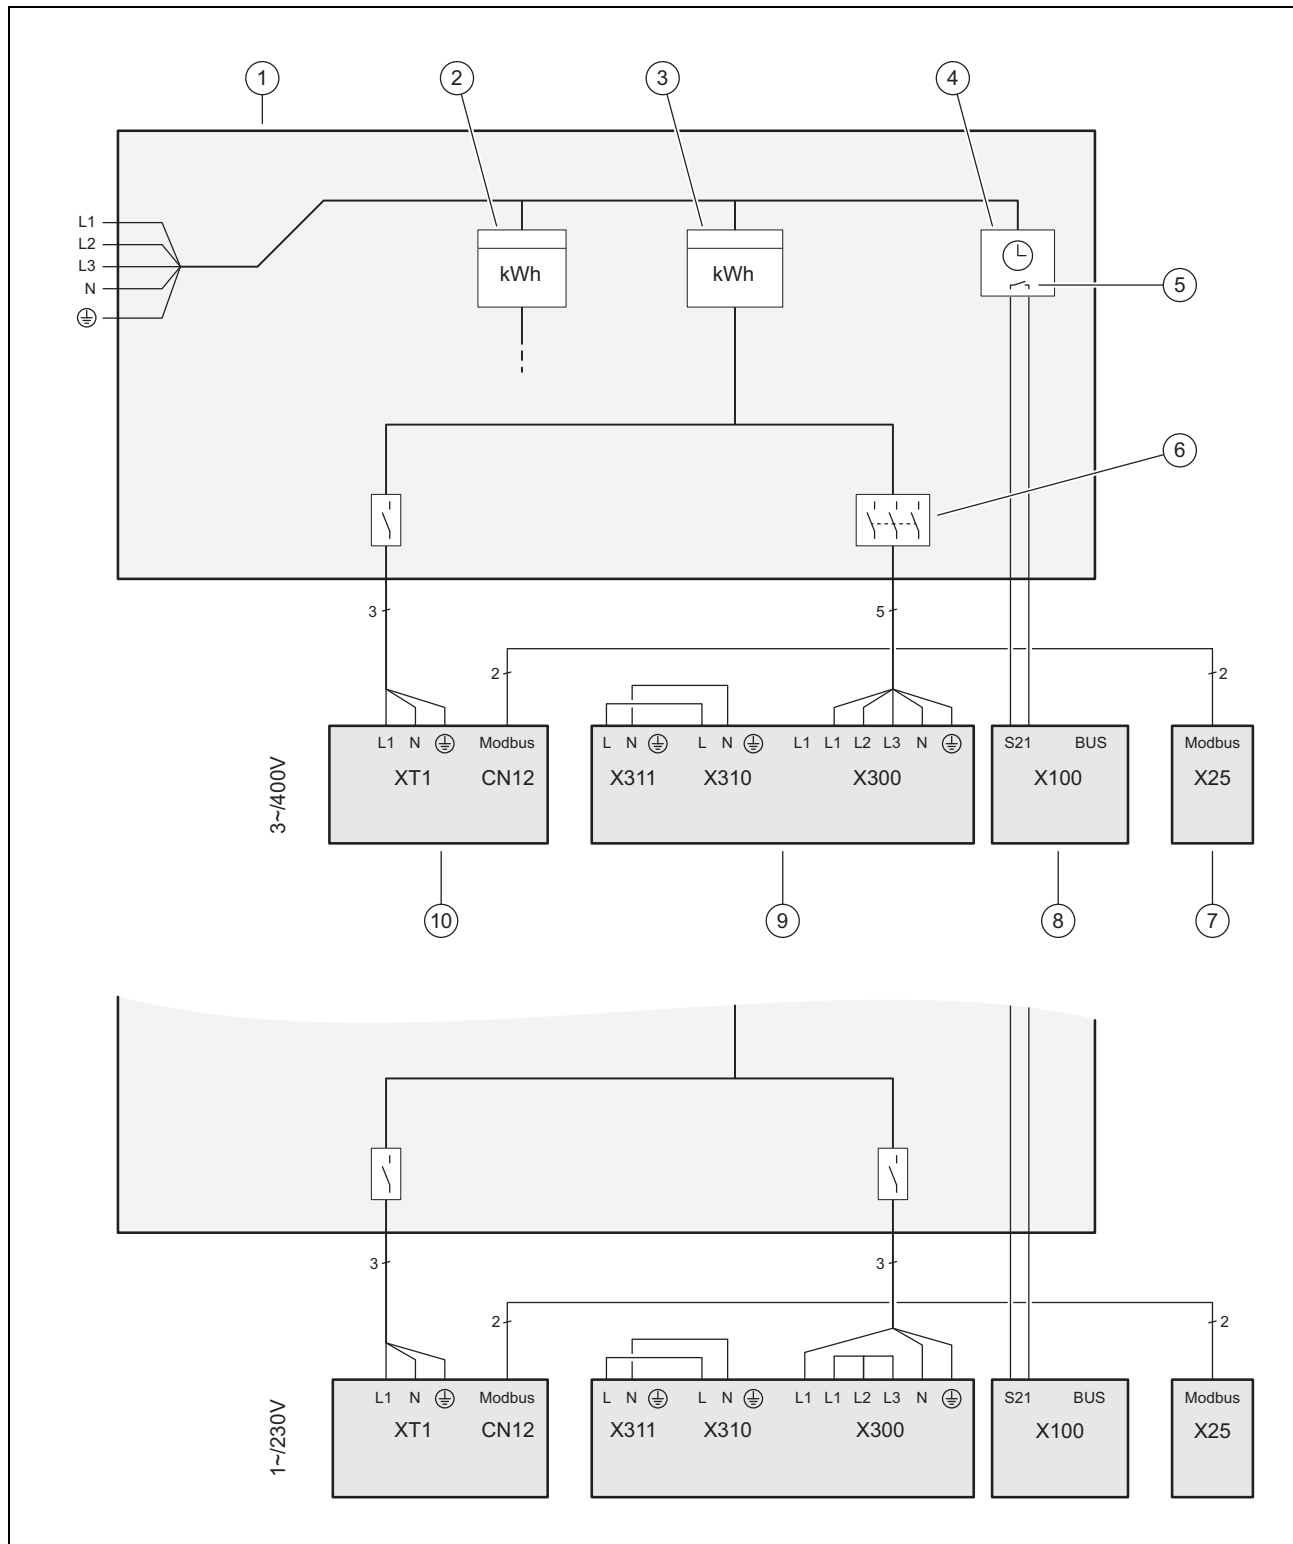 1 2 3 4
L1
L2
L3
N
kWh kWh
5
6
3 5
2 2
L1 N Modbus L N L N L1 L1 L2 L3 N S21 BUS Modbus
XT1 CN12 X311 X310 X300 X100 X25
3~/400V
10 9 8 7
3 3
2 2
L1 N Modbus L N L N L1 L1 L2 L3 N S21 BUS Modbus
XT1 CN12 X311 X310 X300 X100 X25
1~/230V